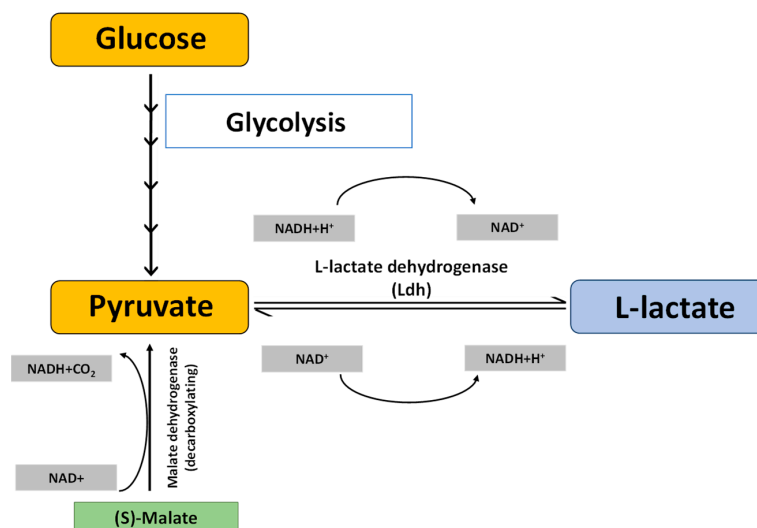 Glucose
Glycolysis
NADH+H⁺
NAD⁺
L-lactate dehydrogenase
(Ldh)
Pyruvate
L-lactate
NADH+CO₂
NAD⁺
NADH+H⁺
Malate dehydrogenase
(decarboxylating)
NAD+
(S)-Malate